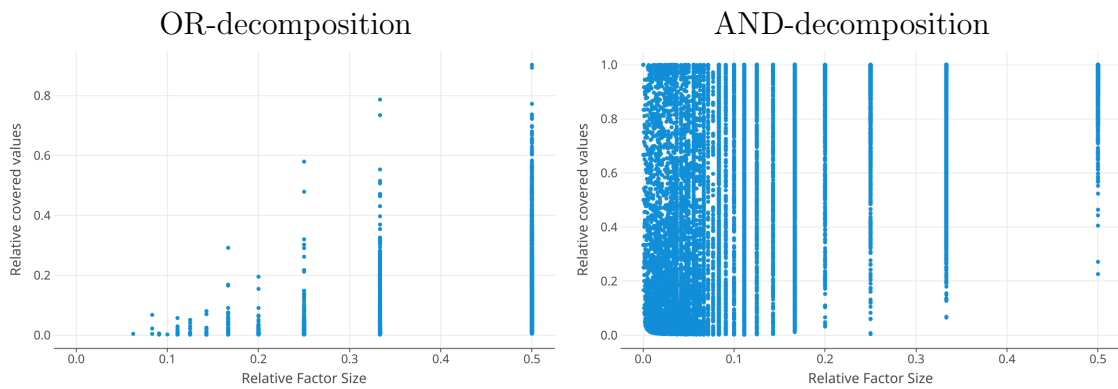 OR-decomposition
Relative covered values
0.8
0.6
0.4
0.2
0.0
0.0 0.1 0.2 0.3 0.4 0.5
Relative Factor Size
AND-decomposition
Relative covered values
1.0
0.8
0.6
0.4
0.2
0.0
0.0 0.1 0.2 0.3 0.4 0.5
Relative Factor Size